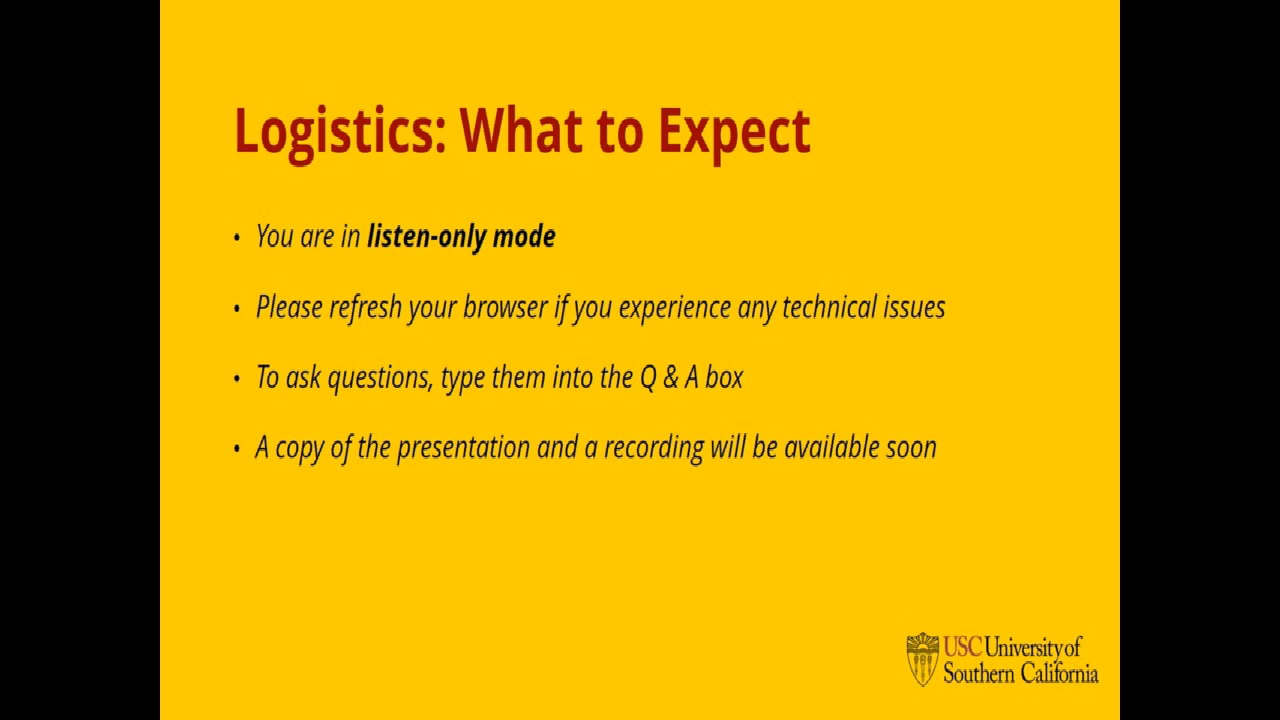 Logistics: What to Expect
• You are in listen-only mode
• Please refresh your browser if you experience any technical issues
• To ask questions, type them into the Q & A box
• A copy of the presentation and a recording will be available soon
USC University of
Southern California